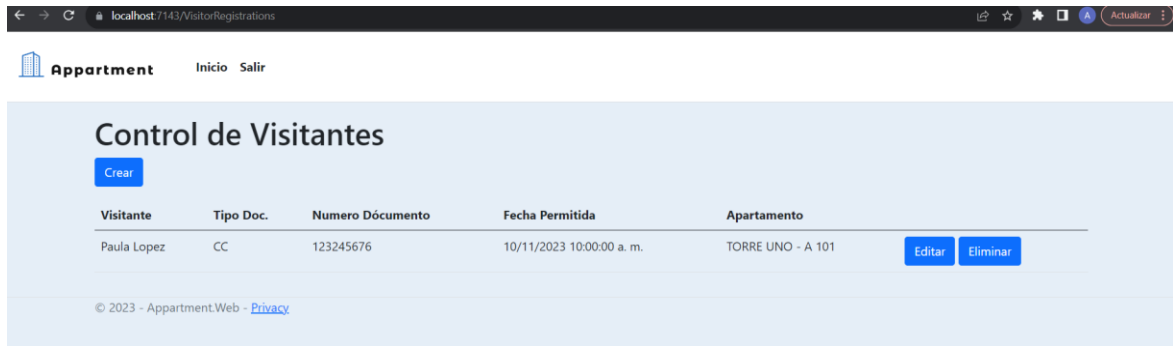 localhost:7143/VisitorRegistrations A Actualizar
Appartment Inicio Salir
Control de Visitantes
Crear
Visitante Tipo Doc. Numero Dócumento Fecha Permitida Apartamento
Paula Lopez CC 123245676 10/11/2023 10:00:00 a. m. TORRE UNO - A 101 Editar Eliminar
© 2023 - Appartment.Web - Privacy